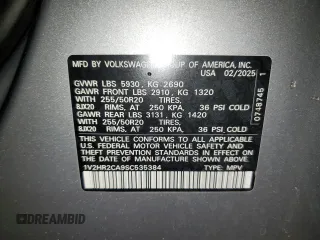 MFD BY VOLKSWAGEN GROUP OF AMERICA, INC.
USA 02/2025
GVWR LBS 5930, KG 2690
GAWR FRONT LBS 2910, KG 1320
WITH 255/50R20 TIRES,
8JX20 RIMS, AT 250 KPA, 36 PSI COLD
GAWR REAR LBS 3131, KG 1420
WITH 255/50R20 TIRES,
8JX20 RIMS, AT 250 KPA, 36 PSI COLD
THIS VEHICLE CONFORMS TO ALL APPLICABLE
U.S. FEDERAL MOTOR VEHICLE SAFETY
STANDARDS IN EFFECT ON THE DATE OF
MANUFACTURE SHOWN ABOVE.
1V2HR2CA9SC535384 TYPE: MPV
0748745 1
DREAMBID